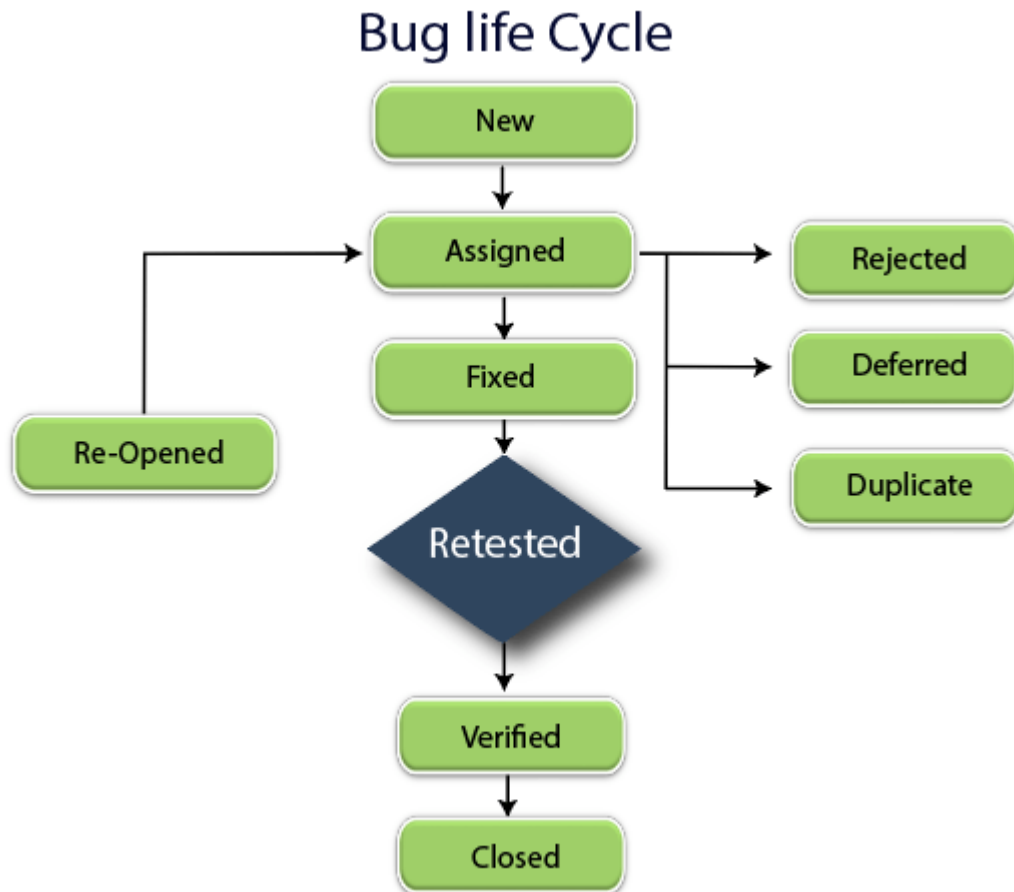 Bug life Cycle
New
Assigned
Rejected
Fixed
Deferred
Re-Opened
Duplicate
Retested
Verified
Closed